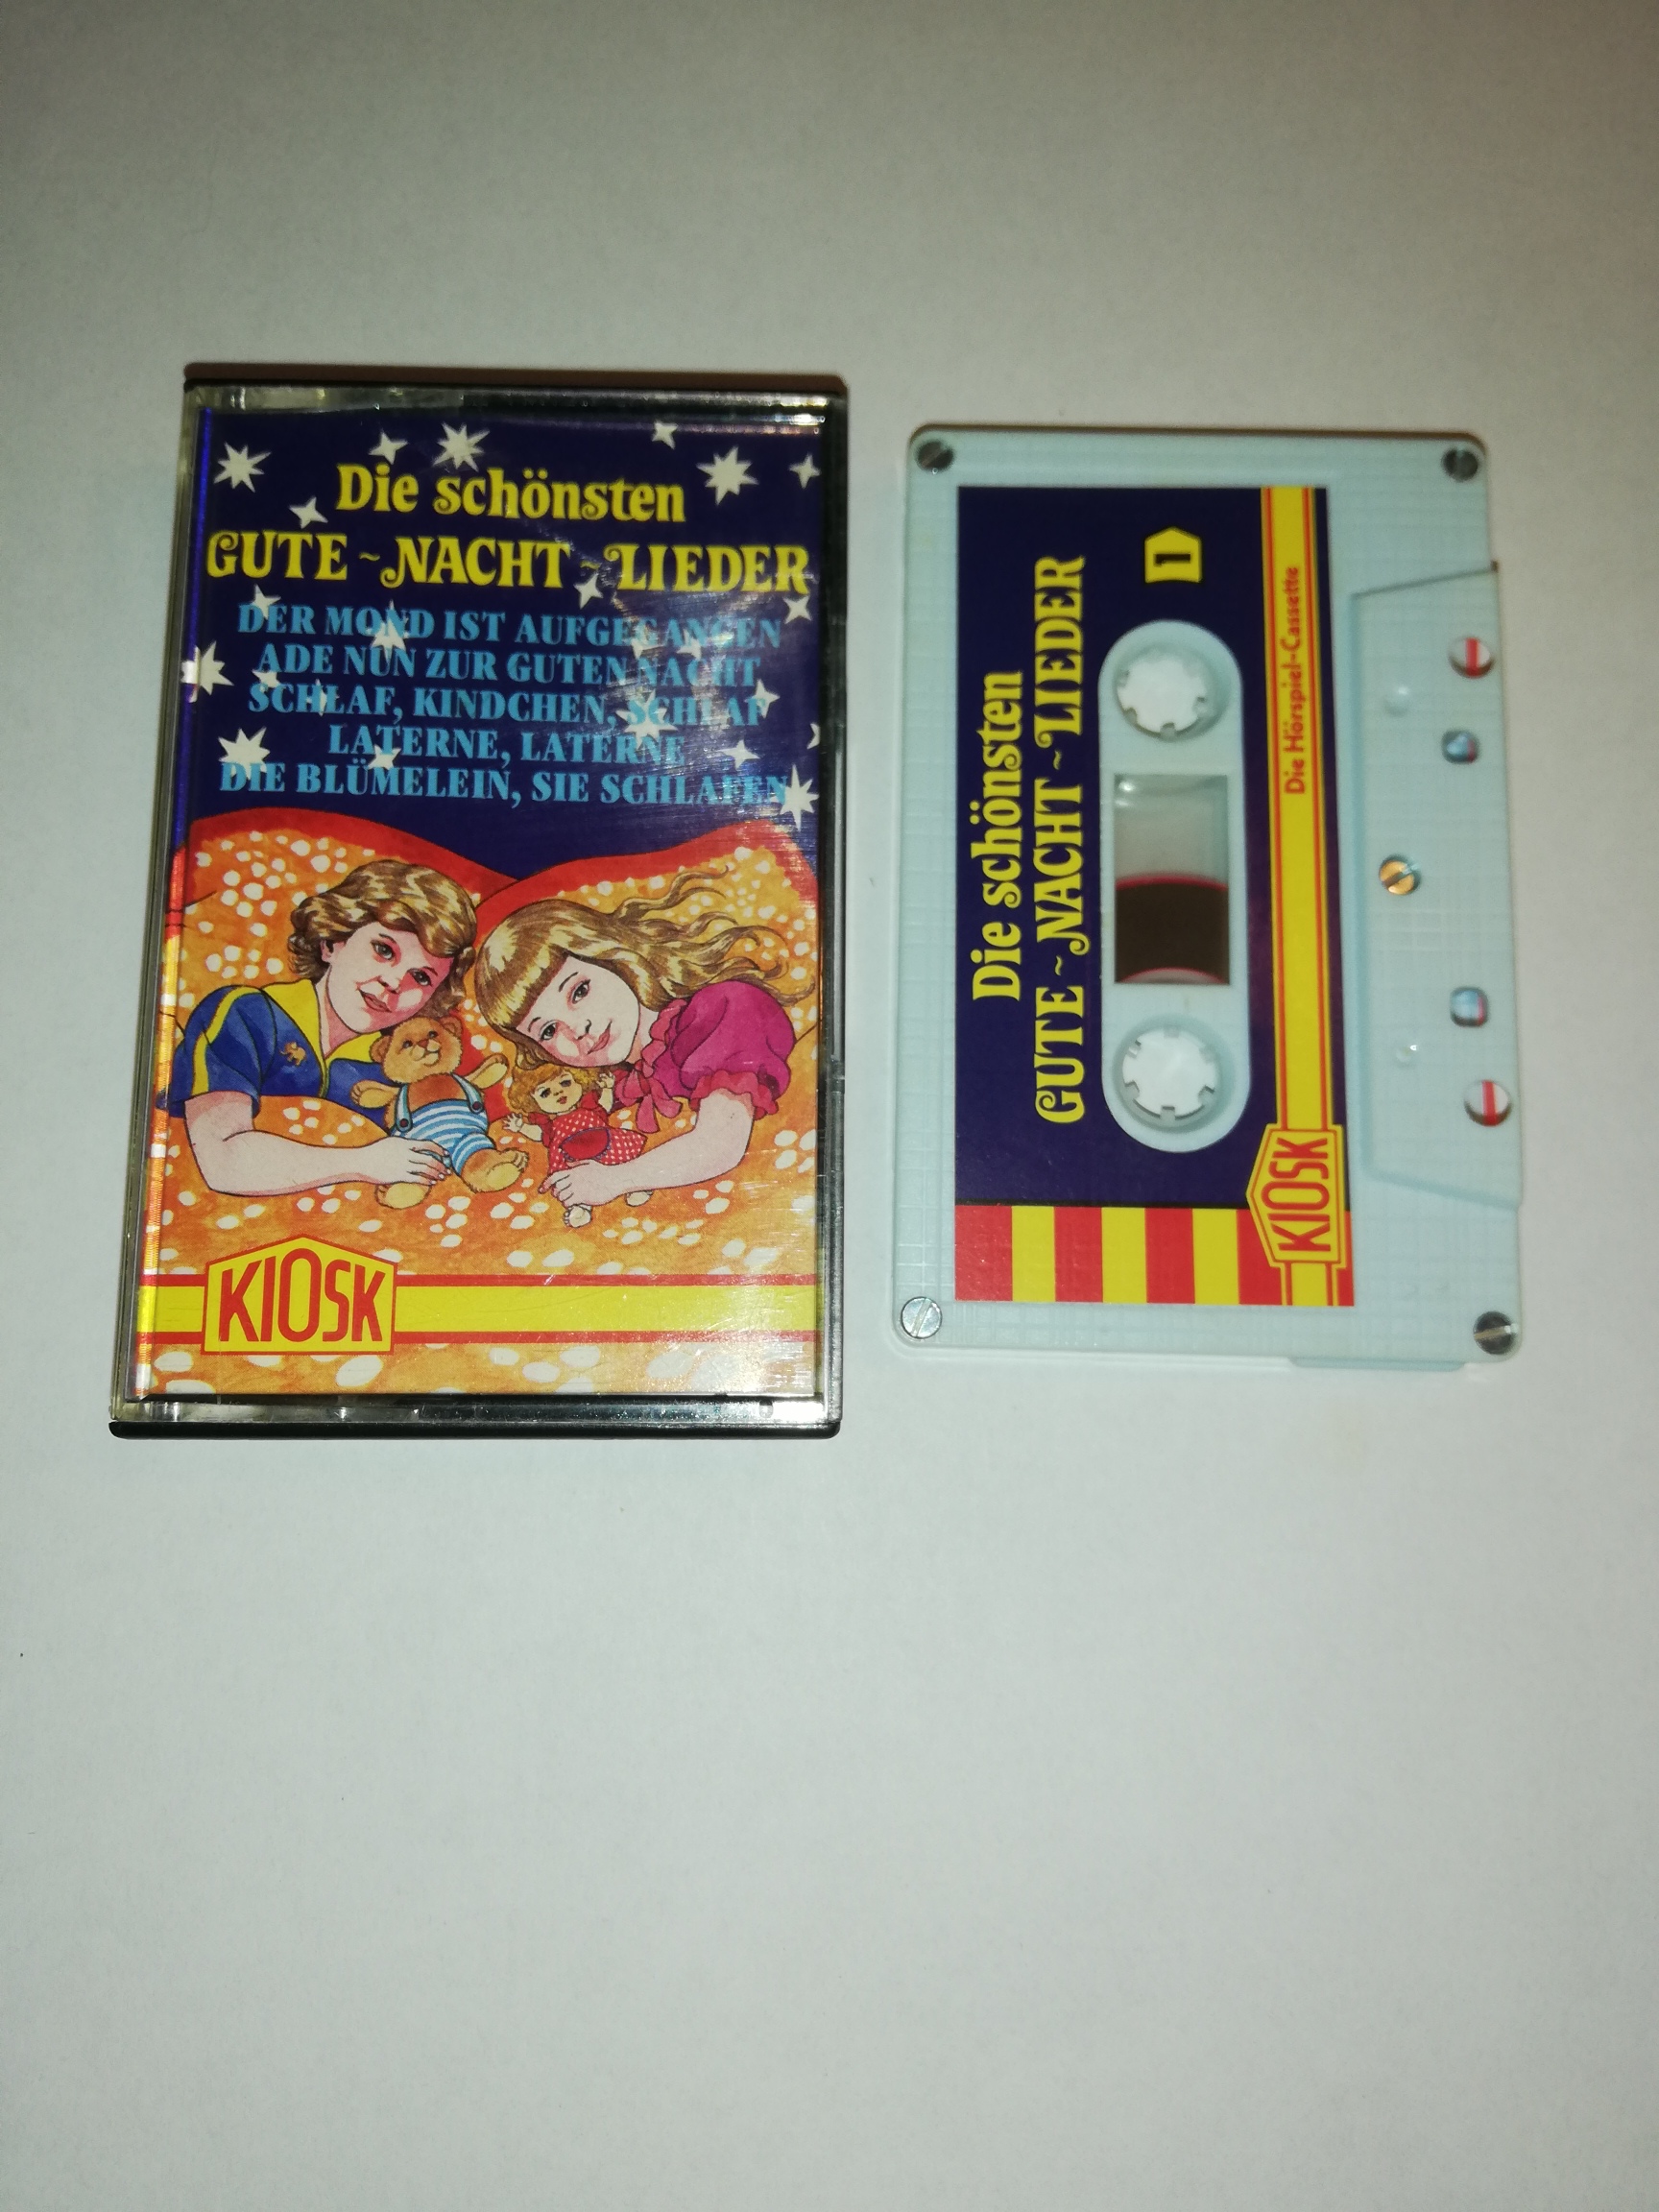 Die schönsten
GUTE~NACHT~LIEDER
DER MOND IST AUFGEGANGEN
ADE NUN ZUR GUTEN NACHT
SCHLAF, KINDCHEN, SCHLAF
LATERNE, LATERNE
DIE BLÜMELEIN, SIE SCHLAFEN
KIOSK
Die schönsten
GUTE~NACHT~LIEDER
1
Die Hörspiel-Cassette
KIOSK